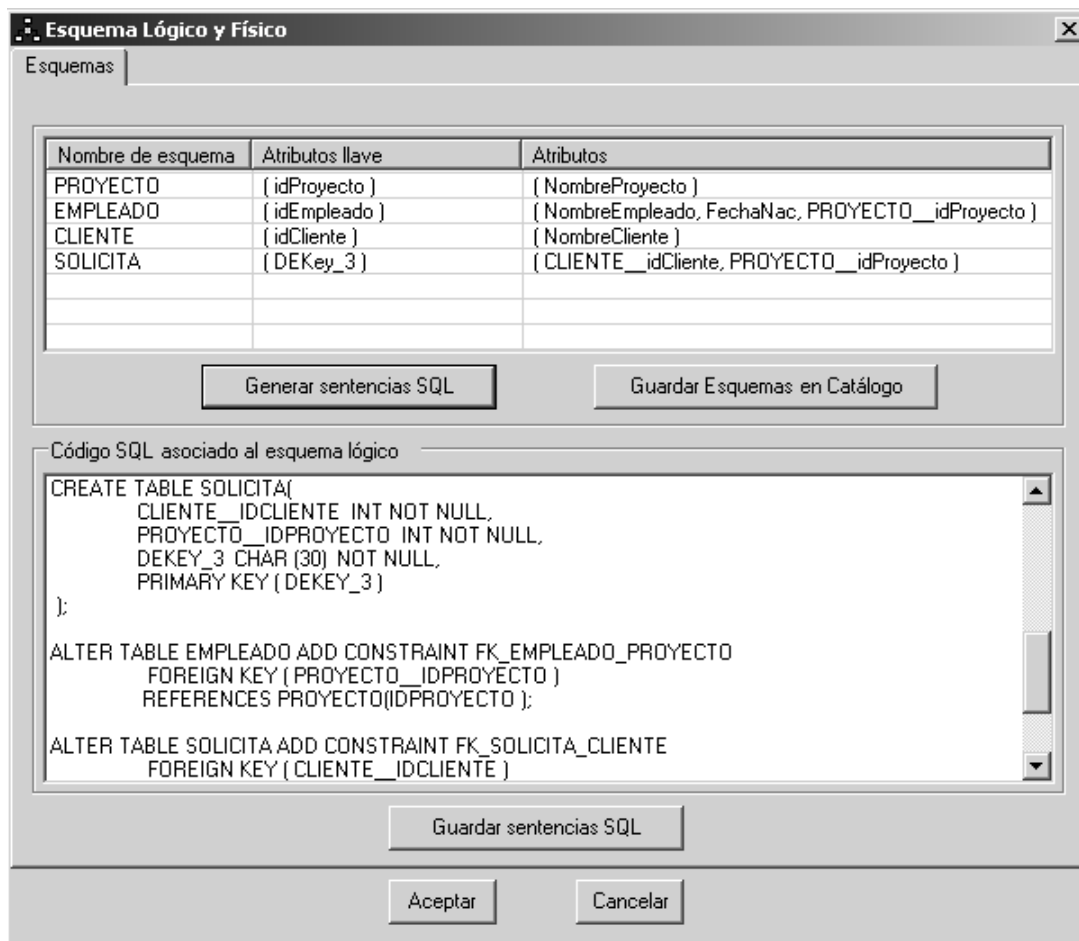 Esquema Lógico y Físico
Esquemas
Nombre de esquema Atributos llave Atributos
PROYECTO ( idProyecto ) ( NombreProyecto )
EMPLEADO ( idEmpleado ) ( NombreEmpleado, FechaNac, PROYECTO__idProyecto )
CLIENTE ( idCliente ) ( NombreCliente )
SOLICITA ( DEKey_3 ) ( CLIENTE__idCliente, PROYECTO__idProyecto )
Generar sentencias SQL Guardar Esquemas en Catálogo
Código SQL asociado al esquema lógico
CREATE TABLE SOLICITA(
CLIENTE__IDCLIENTE INT NOT NULL,
PROYECTO__IDPROYECTO INT NOT NULL,
DEKEY_3 CHAR (30) NOT NULL,
PRIMARY KEY ( DEKEY_3 )
);
ALTER TABLE EMPLEADO ADD CONSTRAINT FK_EMPLEADO_PROYECTO
FOREIGN KEY ( PROYECTO__IDPROYECTO )
REFERENCES PROYECTO(IDPROYECTO );
ALTER TABLE SOLICITA ADD CONSTRAINT FK_SOLICITA_CLIENTE
FOREIGN KEY ( CLIENTE__IDCLIENTE )
Guardar sentencias SQL
Aceptar Cancelar